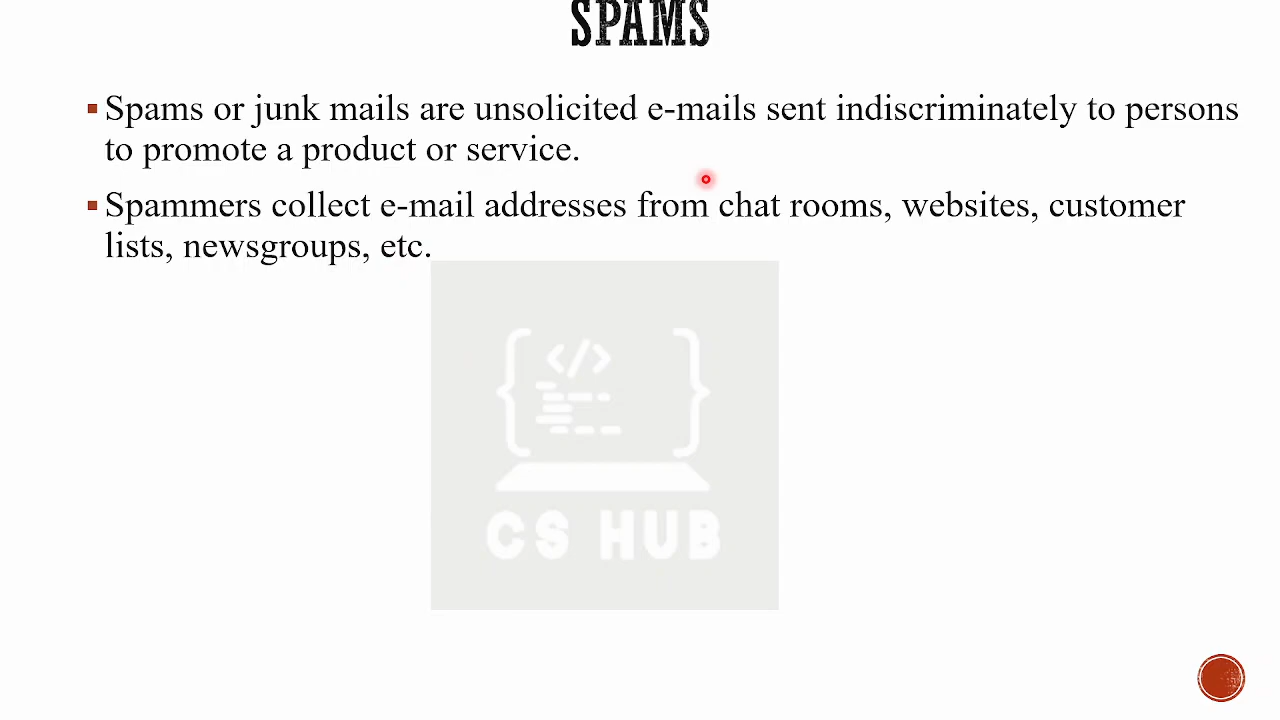 SPAMS
Spams or junk mails are unsolicited e-mails sent indiscriminately to persons
to promote a product or service.
Spammers collect e-mail addresses from chat rooms, websites, customer
lists, newsgroups, etc.
</>
CS HUB